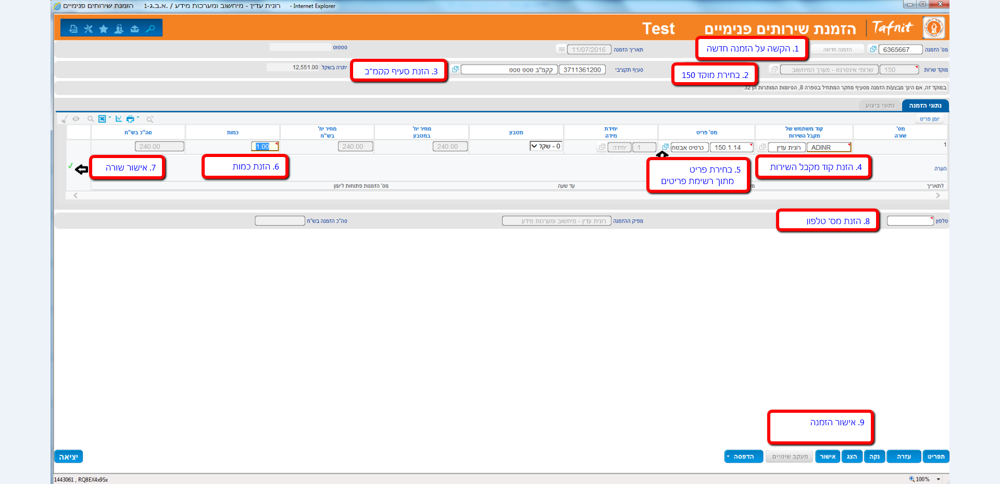 הזמנת שירותים פנימיים רונית עדין - מיחשוב ומערכות מידע / .א.ב.ג-1 - Internet Explorer
Tafnit
הזמנת שירותים פנימיים Test
מס' הזמנה 6365667 הזמנה חדשה
1. הקשה על הזמנה חדשה
תאריך הזמנה 11/07/2016
סטטוס
מוקד שרות 150 שרותי אינטרנט - מערך המיחשוב
2. בחירת מוקד 150
סעיף תקציבי 3711361200 קקמ"ב טסט טסט
3. הזנת סעיף קקמ"ב
יתרה בשקל 12,551.00
במוקד זה, אם הינך מבצע/ת הזמנה מסעיף מחקר המתחיל בספרה 8, הסיומות המותרות הן 32
נתוני הזמנה נתוני ביצוע
יומן פריט
מס' שורה
קוד משתמש של מקבל השירות
מס' פריט
יחידת מידה
מטבע
מחיר יח' במטבע
מחיר יח' בש"ח
כמות
סה"כ בש"ח
1 ADINR רונית עדין 150.1.14 כרטיס אבטח 1 יחידה 0 - שקל 240.00 240.00 1.00 240.00
4. הזנת קוד מקבל השירות
5. בחירת פריט
מתוך רשימת פריטים
6. הזנת כמות
7. אישור שורה
הערה
לתאריך עד שעה מס' הזמנות פתוחות ליומן
טלפון
8. הזנת מס' טלפון
מפיק ההזמנה רונית עדין - מיחשוב ומערכות מידע
סה"כ הזמנה בש"ח
9. אישור הזמנה
תפריט עזרה נקה הצג אישור מעקב שינויים הדפסה יציאה
1443061 , RQ8EX4x9Sx 100%